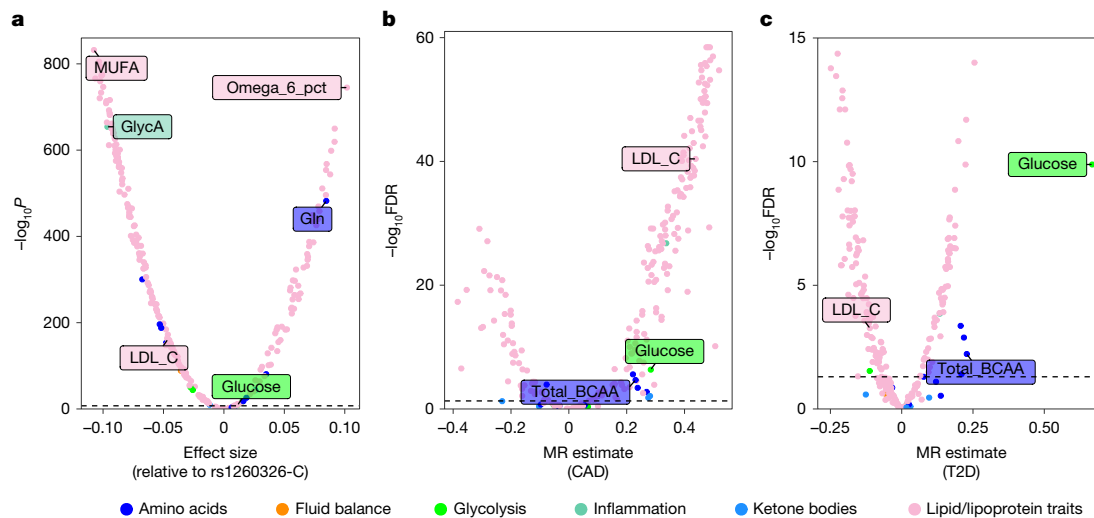 a
b
c
−log₁₀P
800
600
400
200
0
MUFA
Omega_6_pct
GlycA
Gln
LDL_C
Glucose
−0.10
−0.05
0
0.05
0.10
Effect size
(relative to rs1260326-C)
−log₁₀FDR
60
40
20
0
LDL_C
Glucose
Total_BCAA
−0.4
−0.2
0
0.2
0.4
MR estimate
(CAD)
−log₁₀FDR
15
10
5
0
Glucose
LDL_C
Total_BCAA
−0.25
0
0.25
0.50
MR estimate
(T2D)
Amino acids
Fluid balance
Glycolysis
Inflammation
Ketone bodies
Lipid/lipoprotein traits